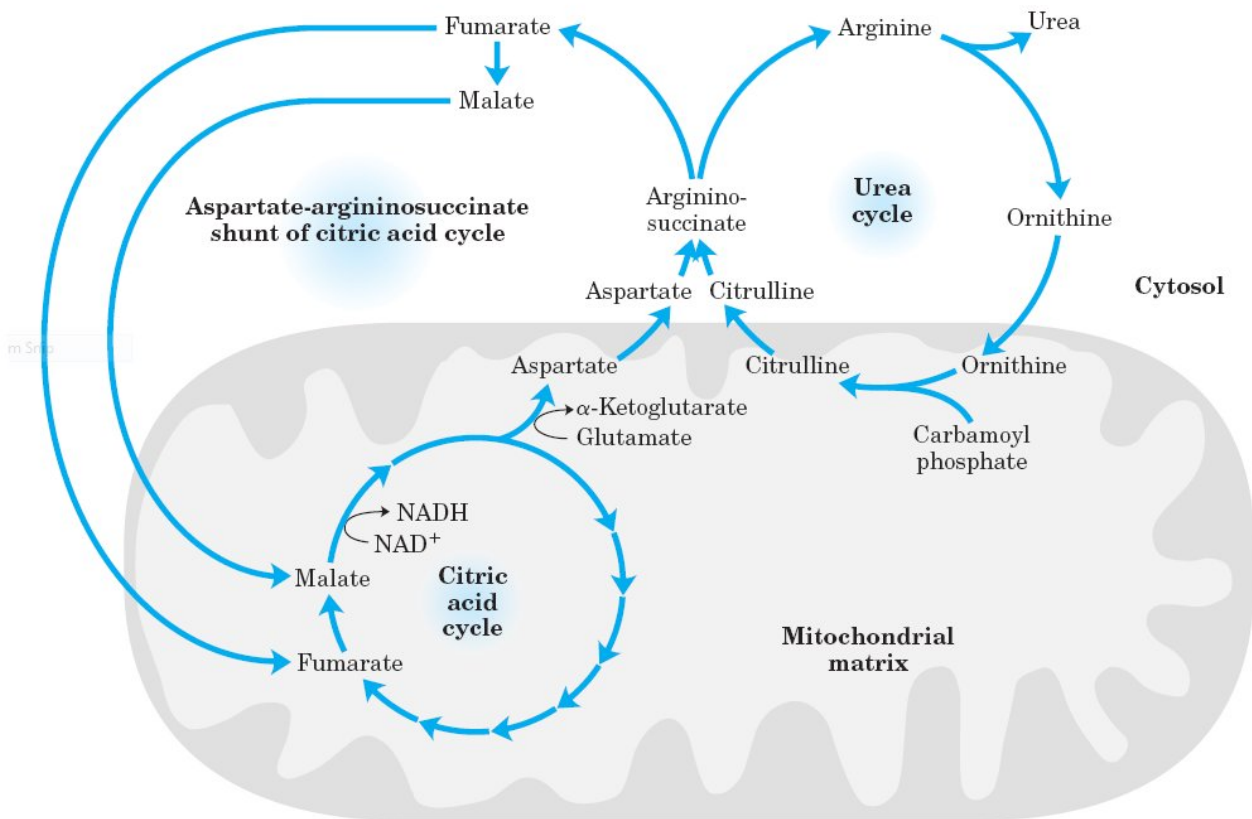 Fumarate
Arginine
Urea
Malate
Aspartate-argininosuccinate
shunt of citric acid cycle
Arginino-
succinate
Urea
cycle
Ornithine
Aspartate
Citrulline
Cytosol
m Snip
Aspartate
Citrulline
Ornithine
α-Ketoglutarate
Glutamate
Carbamoyl
phosphate
NADH
NAD⁺
Malate
Citric
acid
cycle
Mitochondrial
matrix
Fumarate